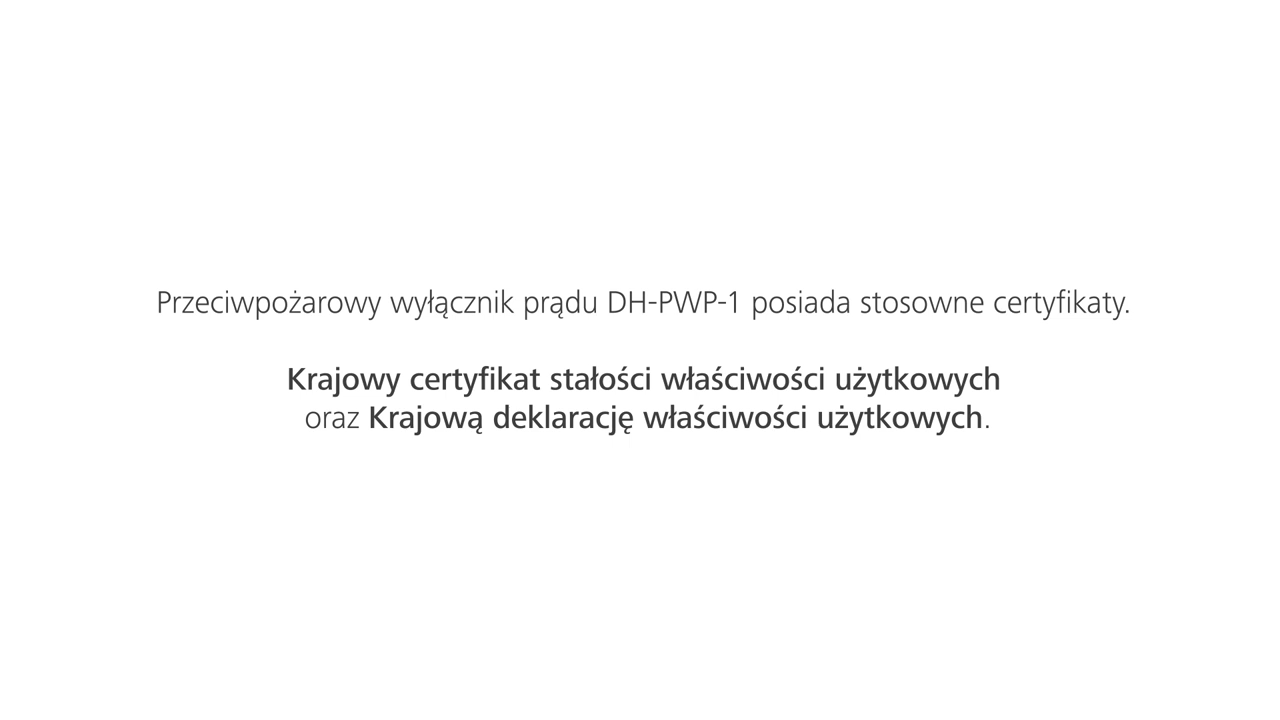 Przeciwpożarowy wyłącznik prądu DH-PWP-1 posiada stosowne certyfikaty.
Krajowy certyfikat stałości właściwości użytkowych
oraz Krajową deklarację właściwości użytkowych.